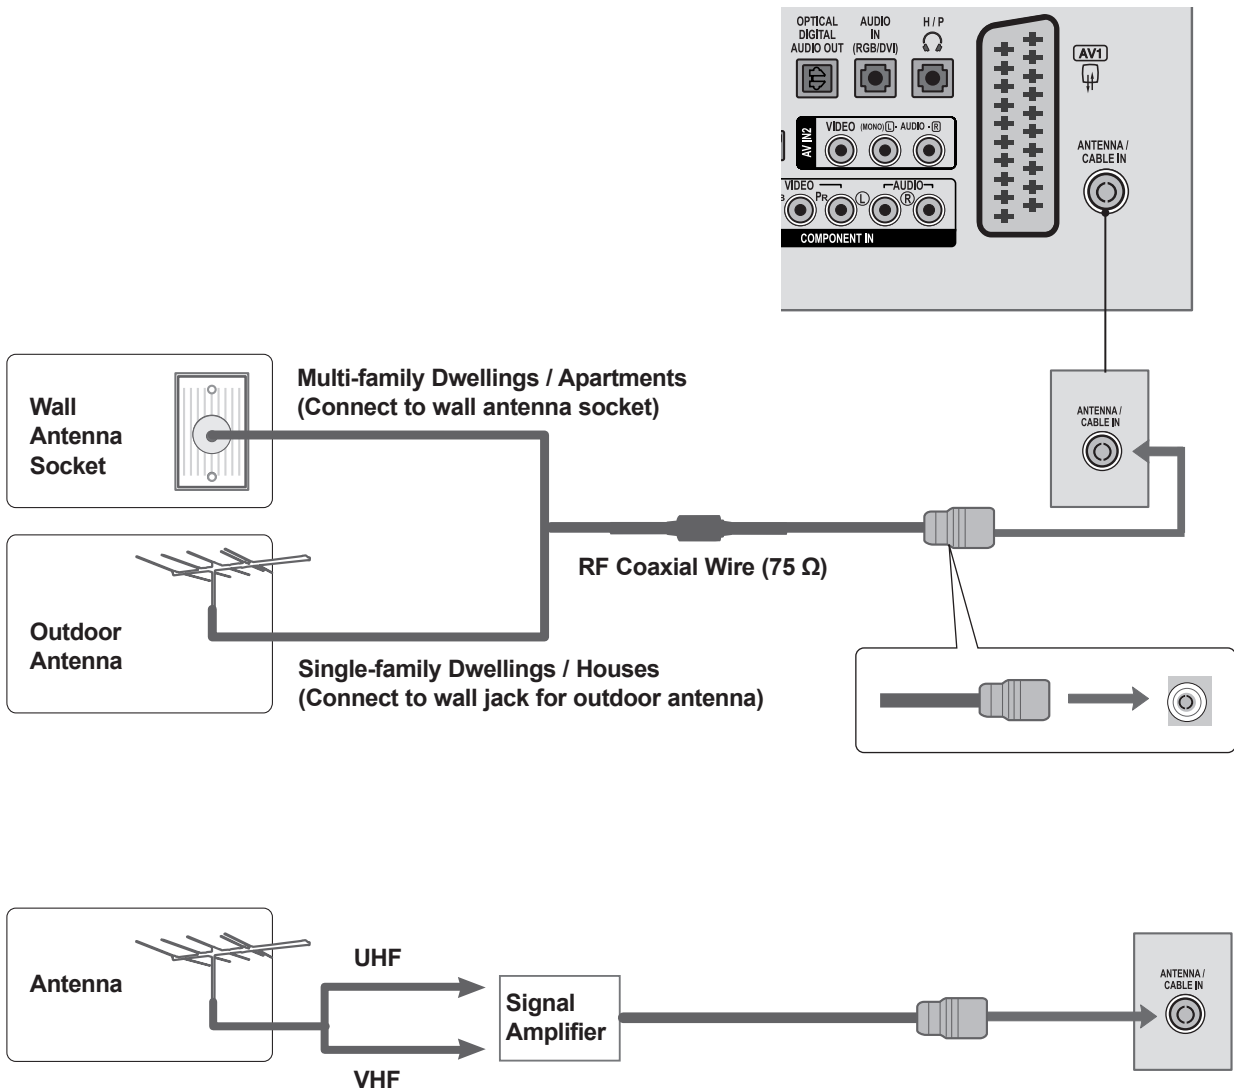 OPTICAL
DIGITAL
AUDIO OUT
AUDIO
IN
(RGB/DVI)
H / P
AV1
AV IN2
VIDEO
(MONO) L - AUDIO - R
VIDEO
AUDIO
B
PR
L
R
COMPONENT IN
ANTENNA /
CABLE IN
Wall
Antenna
Socket
Multi-family Dwellings / Apartments
(Connect to wall antenna socket)
ANTENNA /
CABLE IN
RF Coaxial Wire (75 Ω)
Outdoor
Antenna
Single-family Dwellings / Houses
(Connect to wall jack for outdoor antenna)
Antenna
UHF
VHF
Signal
Amplifier
ANTENNA /
CABLE IN